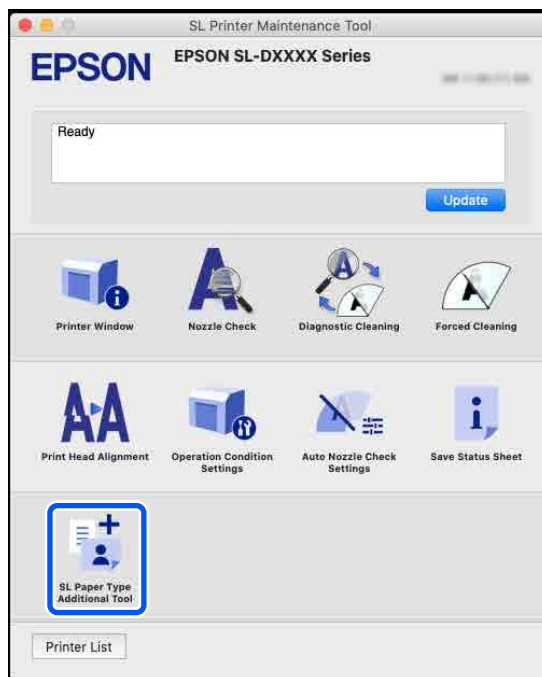 SL Printer Maintenance Tool
EPSON
EPSON SL-DXXXX Series
Ready
Update
Printer Window
Nozzle Check
Diagnostic Cleaning
Forced Cleaning
Print Head Alignment
Operation Condition
Settings
Auto Nozzle Check
Settings
Save Status Sheet
SL Paper Type
Additional Tool
Printer List